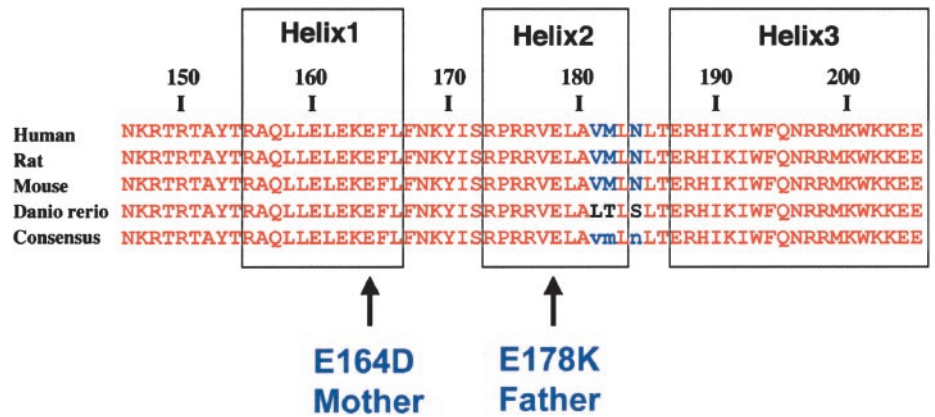 Helix1 Helix2 Helix3
150 160 170 180 190 200
I I I I I I
Human NKRTRTAYTRAQLLELEKEFLFNKYISRPRRVELAVMLNLTERHIKIWFQNRRMKWKKEE
Rat NKRTRTAYTRAQLLELEKEFLFNKYISRPRRVELAVMLNLTERHIKIWFQNRRMKWKKEE
Mouse NKRTRTAYTRAQLLELEKEFLFNKYISRPRRVELAVMLNLTERHIKIWFQNRRMKWKKEE
Danio rerio NKRTRTAYTRAQLLELEKEFLFNKYISRPRRVELALTLSLTERHIKIWFQNRRMKWKKEE
Consensus NKRTRTAYTRAQLLELEKEFLFNKYISRPRRVELAvmLnLTERHIKIWFQNRRMKWKKEE
E164D E178K
Mother Father